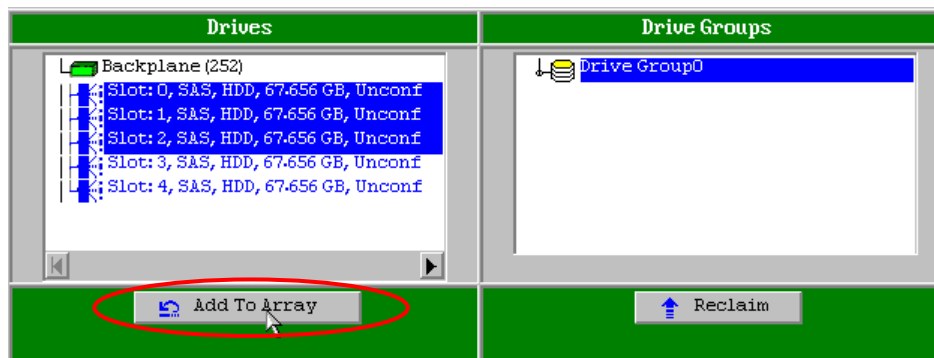 Drives
Drive Groups
Backplane (252)
Slot: 0, SAS, HDD, 67.656 GB, Unconf
Slot: 1, SAS, HDD, 67.656 GB, Unconf
Slot: 2, SAS, HDD, 67.656 GB, Unconf
Slot: 3, SAS, HDD, 67.656 GB, Unconf
Slot: 4, SAS, HDD, 67.656 GB, Unconf
Drive Group0
Add To Array
Reclaim